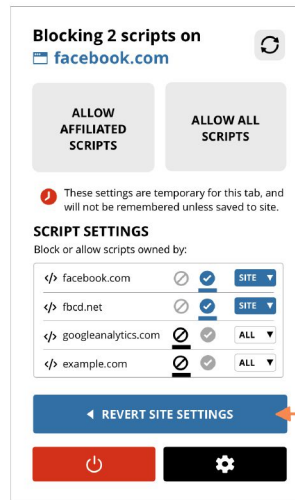 Blocking 2 scripts on
facebook.com
ALLOW
AFFILIATED
SCRIPTS
ALLOW ALL
SCRIPTS
These settings are temporary for this tab, and
will not be remembered unless saved to site.
SCRIPT SETTINGS
Block or allow scripts owned by:
</> facebook.com SITE ▼
</> fbcd.net SITE ▼
</> googleanalytics.com ALL ▼
</> example.com ALL ▼
◀ REVERT SITE SETTINGS